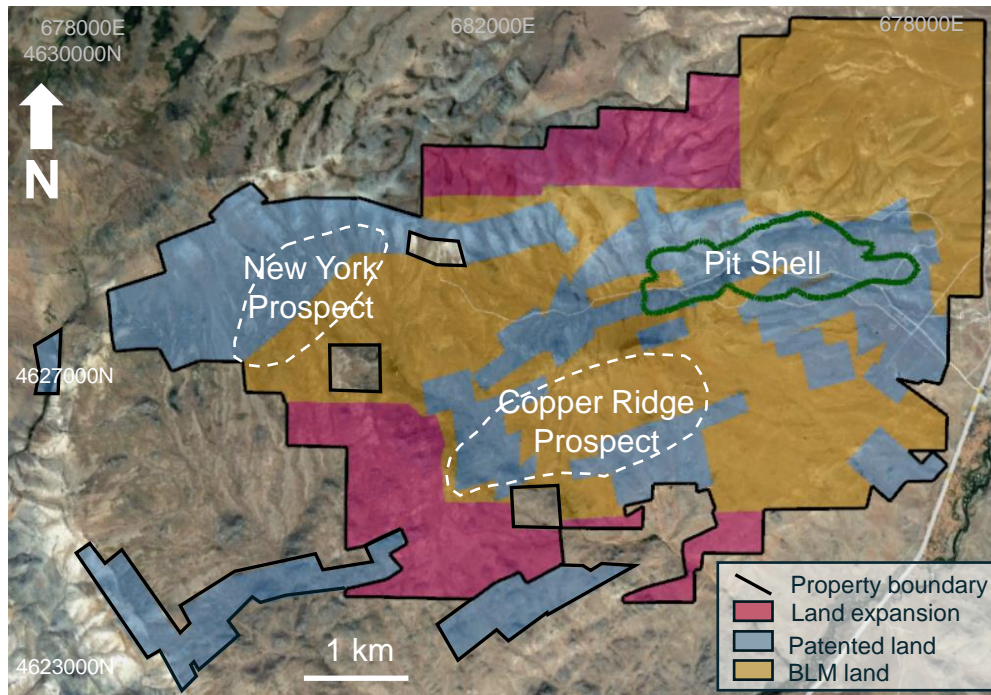 678000E
4630000N
682000E
678000E
N
New York
Prospect
Pit Shell
4627000N
Copper Ridge
Prospect
4623000N
1 km
Property boundary
Land expansion
Patented land
BLM land